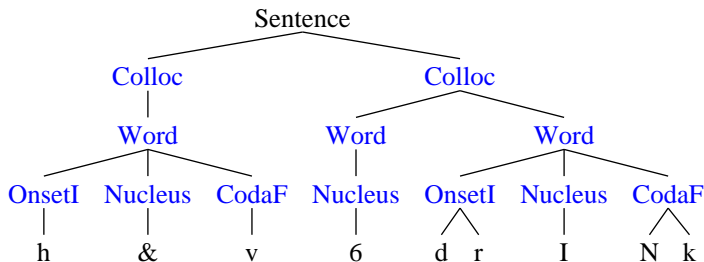 Sentence
Colloc Colloc
Word Word Word
OnsetI Nucleus CodaF Nucleus OnsetI Nucleus CodaF
h & v 6 d r I N k